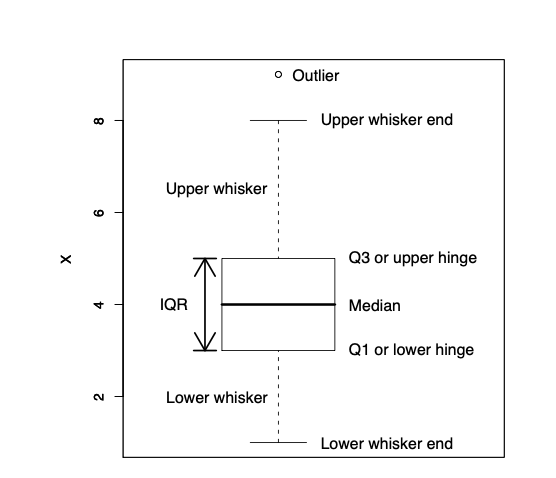 Outlier
8
Upper whisker end
Upper whisker
6
X
Q3 or upper hinge
IQR
4
Median
Q1 or lower hinge
2
Lower whisker
Lower whisker end